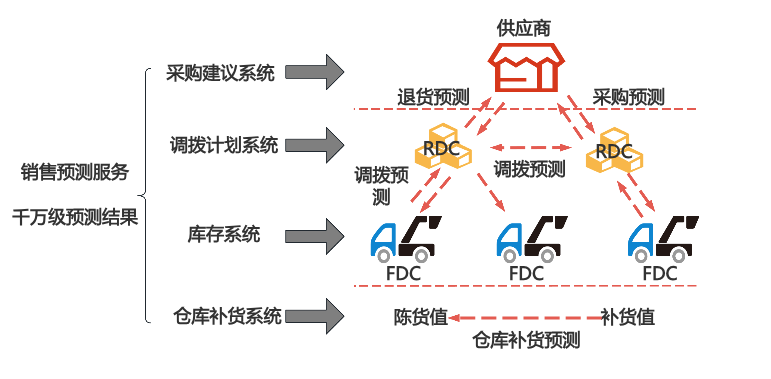 供应商
采购建议系统
退货预测
采购预测
调拨计划系统
RDC
RDC
调拨预测
销售预测服务
千万级预测结果
调拨预
测
库存系统
FDC
FDC
FDC
仓库补货系统
陈货值
补货值
仓库补货预测